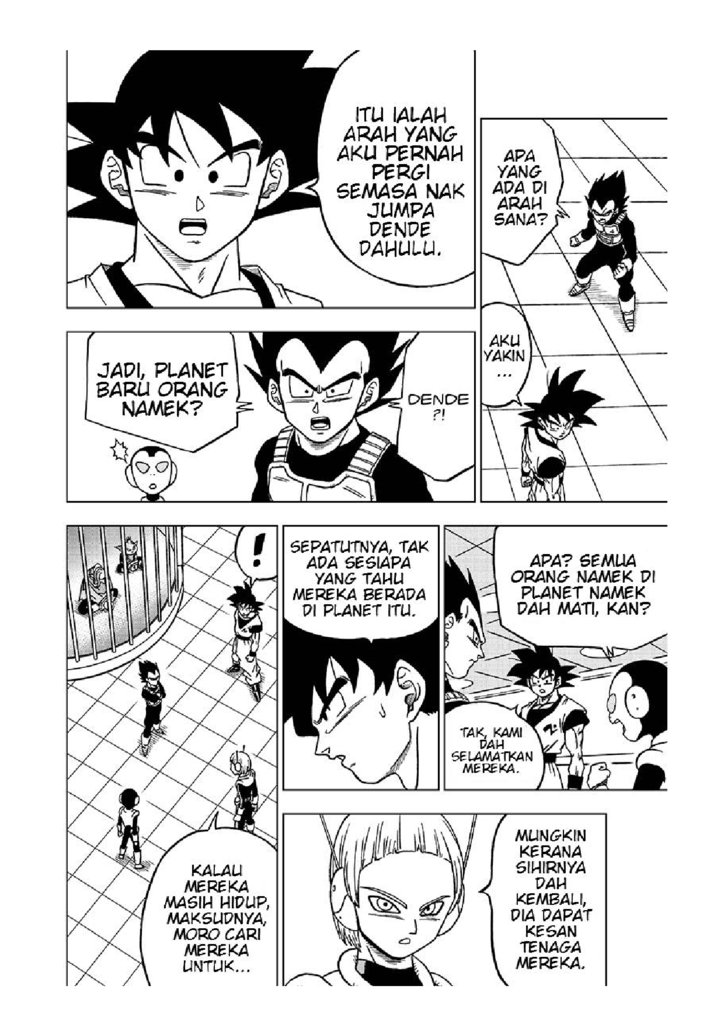 APA
YANG
ADA DI
ARAH
SANA?
AKU
YAKIN
...
ITU IALAH
ARAH YANG
AKU PERNAH
PERGI
SEMASA NAK
JUMPA
DENDE
DAHULU.
DENDE
?!
JADI, PLANET
BARU ORANG
NAMEK?
APA? SEMUA
ORANG NAMEK DI
PLANET NAMEK
DAH MATI, KAN?
TAK, KAMI
DAH
SELAMATKAN
MEREKA.
SEPATUTNYA, TAK
ADA SESIAPA
YANG TAHU
MEREKA BERADA
DI PLANET ITU.
MUNGKIN
KERANA
SIHIRNYA
DAH
KEMBALI,
DIA DAPAT
KESAN
TENAGA
MEREKA.
!
KALAU
MEREKA
MASIH HIDUP,
MAKSUDNYA,
MORO CARI
MEREKA
UNTUK...